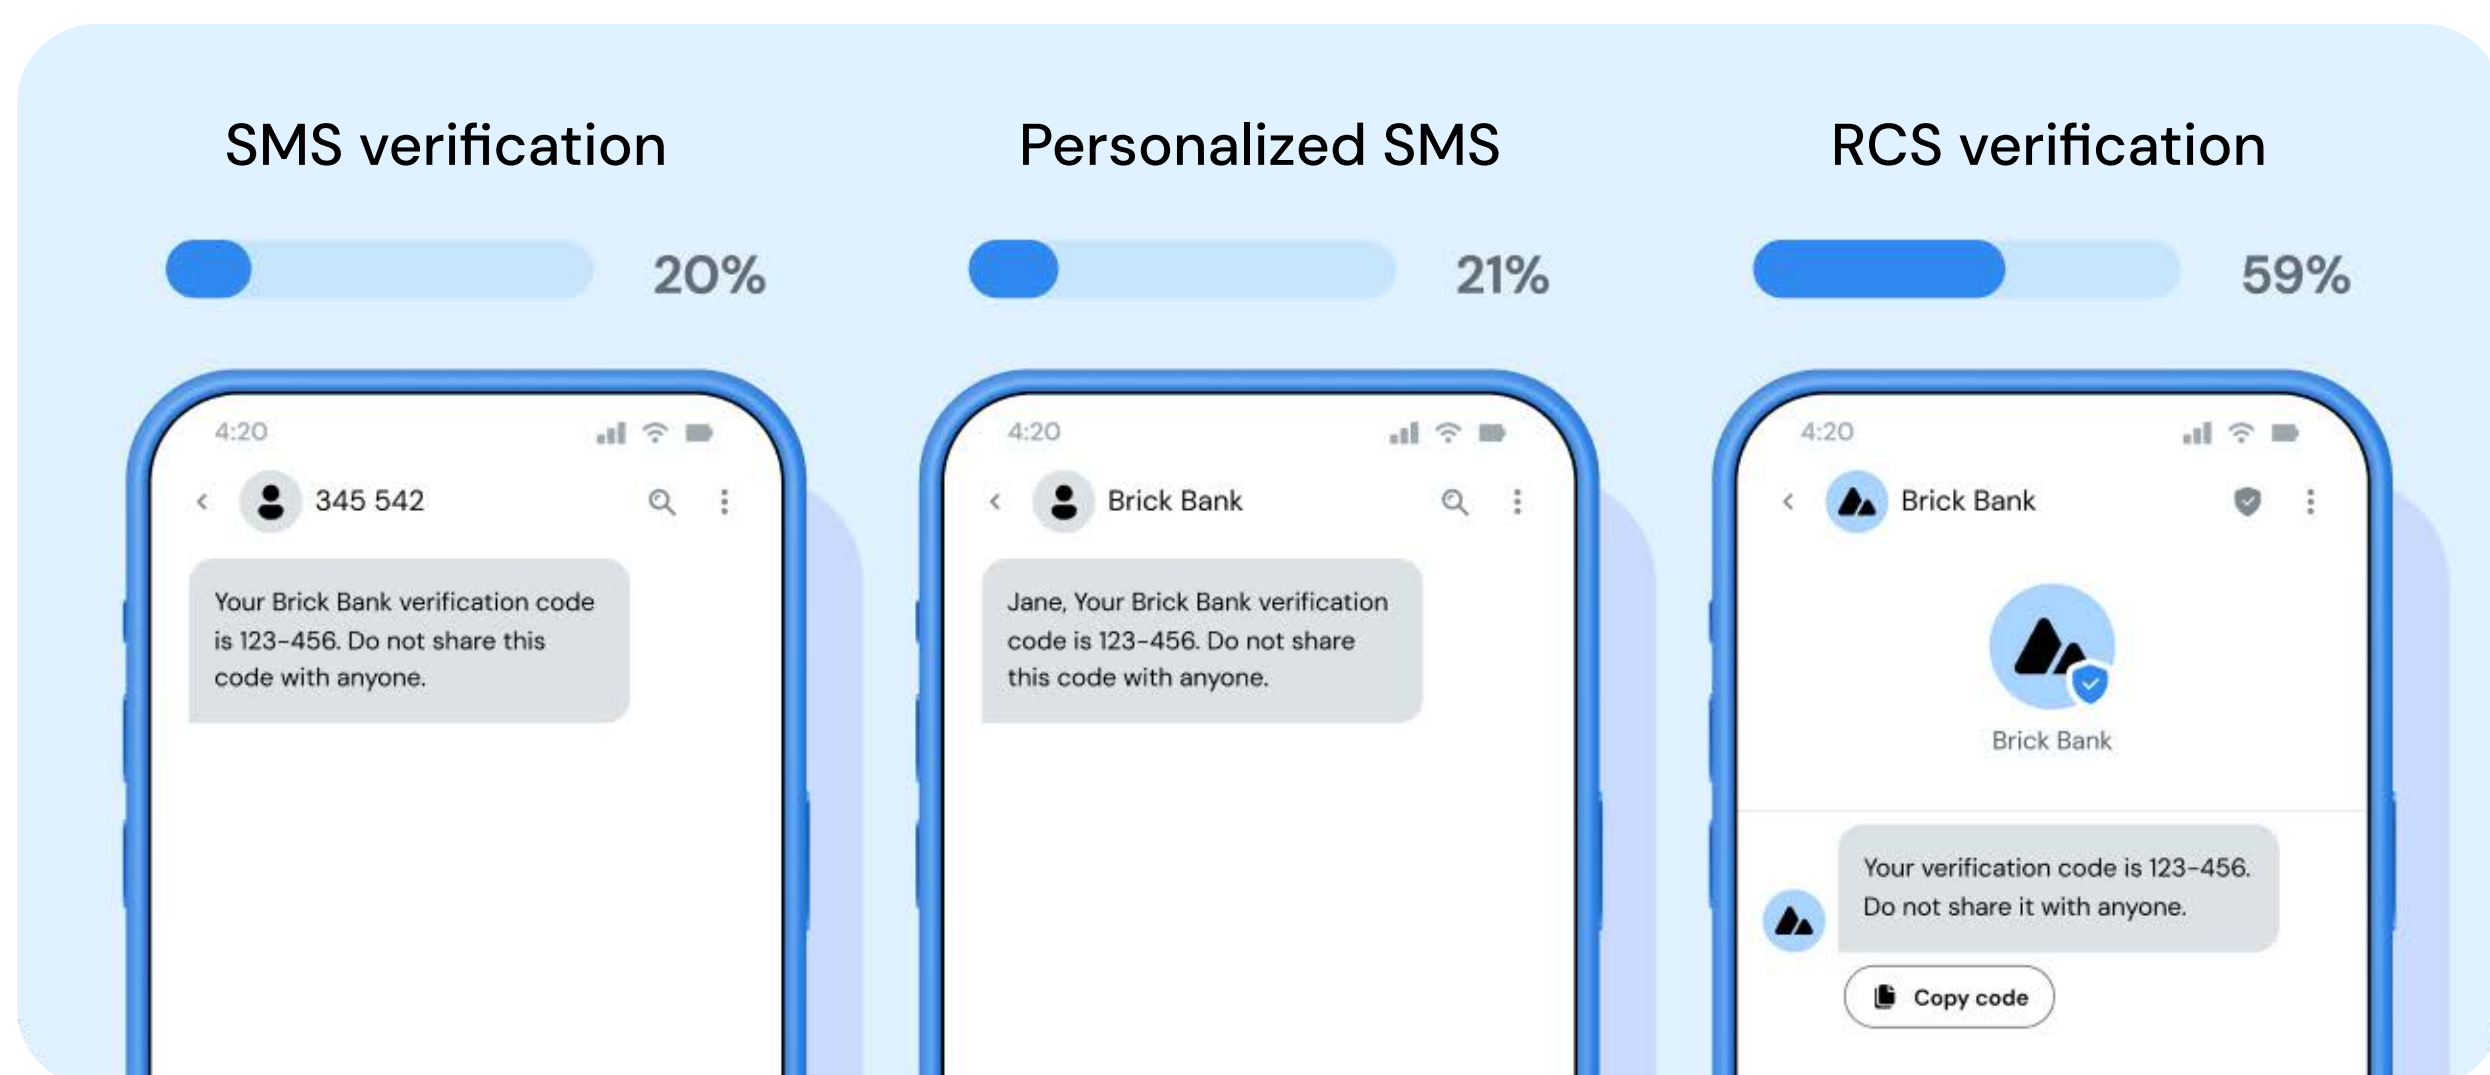 SMS verification
20%
4:20
345 542
Your Brick Bank verification code
is 123-456. Do not share this
code with anyone.
Personalized SMS
21%
4:20
Brick Bank
Jane, Your Brick Bank verification
code is 123-456. Do not share
this code with anyone.
RCS verification
59%
4:20
Brick Bank
Brick Bank
Your verification code is 123-456.
Do not share it with anyone.
Copy code